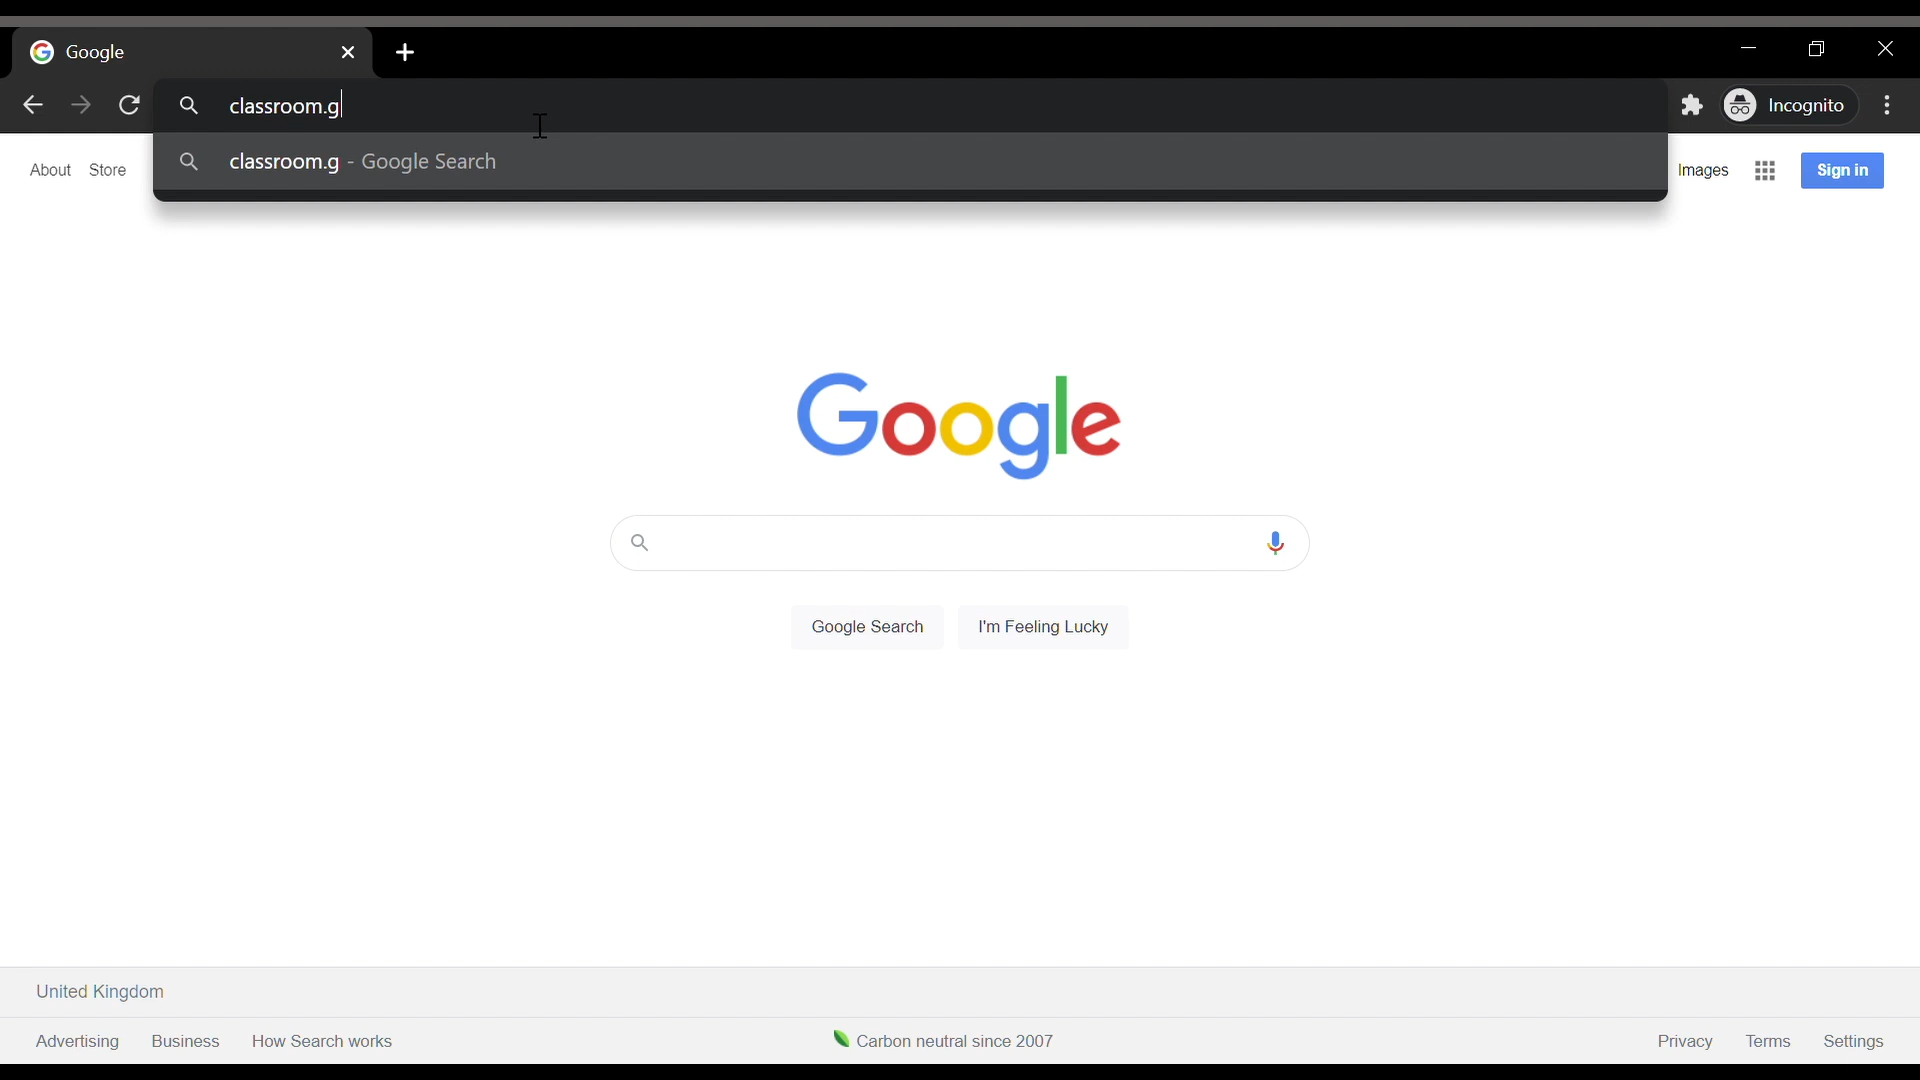 Google
classroom.g
Incognito
classroom.g - Google Search
About Store Images Sign in
Google
Google Search I'm Feeling Lucky
United Kingdom
Advertising Business How Search works Carbon neutral since 2007 Privacy Terms Settings